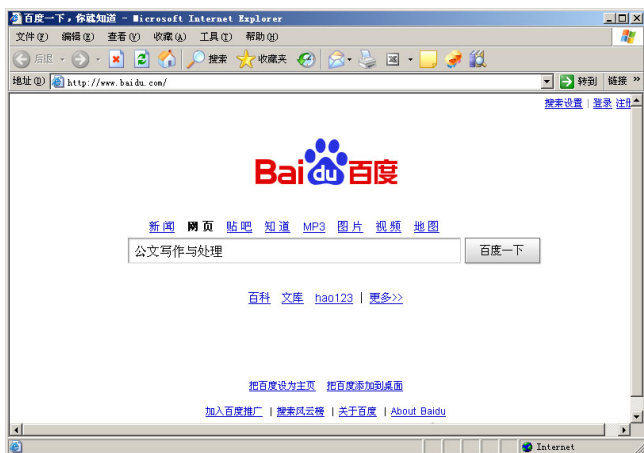 百度一下，你就知道 - Microsoft Internet Explorer
文件(F) 编辑(E) 查看(V) 收藏(A) 工具(T) 帮助(H)
后退 搜索 收藏夹
地址(D) http://www.baidu.com/ 转到 链接 »
搜索设置 | 登录 注册
Bai du 百度
新闻 网页 贴吧 知道 MP3 图片 视频 地图
公文写作与处理 百度一下
百科 文库 hao123 | 更多>>
把百度设为主页 把百度添加到桌面
加入百度推广 | 搜索风云榜 | 关于百度 | About Baidu
Internet